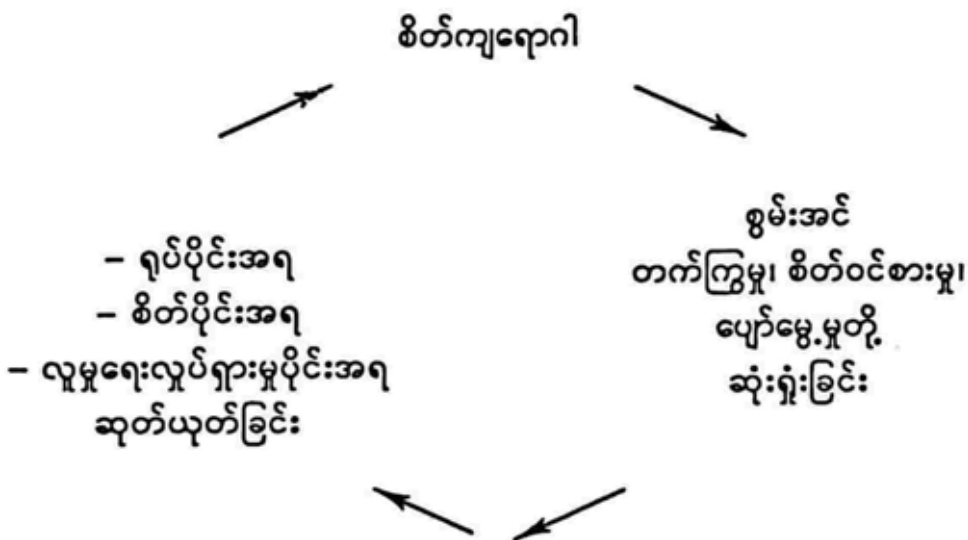 စိတ်ကျရောဂါ
စွမ်းအင်
တက်ကြွမှု၊ စိတ်ဝင်စားမှု၊
ပျော်မွေ့မှုတို့
ဆုံးရှုံးခြင်း
– ရုပ်ပိုင်းအရ
– စိတ်ပိုင်းအရ
– လူမှုရေးလှုပ်ရှားမှုပိုင်းအရ
ဆုတ်ယုတ်ခြင်း